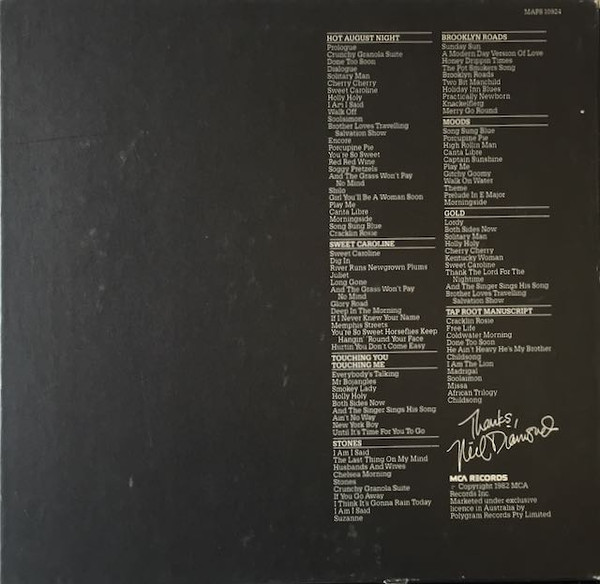 MAPS 10924
HOT AUGUST NIGHT
Prologue
Crunchy Granola Suite
Done Too Soon
Dialogue
Solitary Man
Cherry Cherry
Sweet Caroline
Holly Holy
I Am I Said
Walk Off
Soolaimon
Brother Loves Travelling
Salvation Show
Encore
Porcupine Pie
You're So Sweet
Red Red Wine
Soggy Pretzels
And The Grass Won't Pay
No Mind
Shilo
Girl You'll Be A Woman Soon
Play Me
Canta Libre
Morningside
Song Sung Blue
Cracklin Rosie
SWEET CAROLINE
Sweet Caroline
Dig In
River Runs Newgrown Plums
Juliet
Long Gone
And The Grass Won't Pay
No Mind
Glory Road
Deep In The Morning
If I Never Knew Your Name
Memphis Streets
You're So Sweet Horseflies Keep
Hangin' Round Your Face
Hurtin You Don't Come Easy
TOUCHING YOU
TOUCHING ME
Everybody's Talking
Mr Bojangles
Smokey Lady
Holly Holy
Both Sides Now
And The Singer Sings His Song
Ain't No Way
New York Boy
Until It's Time For You To Go
STONES
I Am I Said
The Last Thing On My Mind
Husbands And Wives
Chelsea Morning
Stones
Crunchy Granola Suite
If You Go Away
I Think It's Gonna Rain Today
I Am I Said
Suzanne
BROOKLYN ROADS
Sunday Sun
A Modern Day Version Of Love
Honey Drippin Times
The Pot Smokers Song
Brooklyn Roads
Two Bit Manchild
Holiday Inn Blues
Practically Newborn
Knackelflerg
Merry Go Round
MOODS
Song Sung Blue
Porcupine Pie
High Rollin Man
Canta Libra
Captain Sunshine
Play Me
Gitchy Goomy
Walk On Water
Theme
Prelude In E Major
Morningside
GOLD
Lordy
Both Sides Now
Solitary Man
Holly Holy
Cherry Cherry
Kentucky Woman
Sweet Caroline
Thank The Lord For The
Nightime
And The Singer Sings His Song
Brother Loves Travelling
Salvation Show
TAP ROOT MANUSCRIPT
Cracklin Rosie
Free Life
Coldwater Morning
Done Too Soon
He Ain't Heavy He's My Brother
Childsong
I Am The Lion
Madrigal
Soolaimon
Missa
African Trilogy
Childsong
Thanks,
Neil Diamond
MCA RECORDS
Copyright 1982 MCA
Records Inc.
Marketed under exclusive
licence in Australia by
Polygram Records Pty Limited